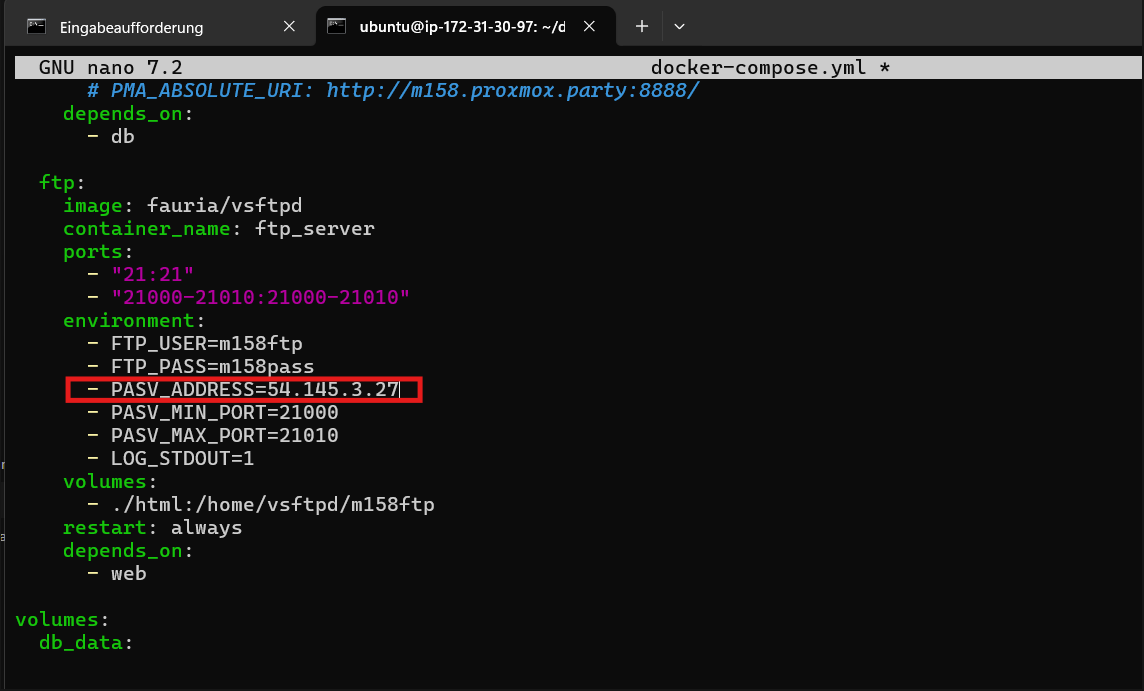 Eingabeaufforderung
ubuntu@ip-172-31-30-97: ~/d
GNU nano 7.2 docker-compose.yml *
# PMA_ABSOLUTE_URI: http://m158.proxmox.party:8888/
depends_on:
- db
ftp:
image: fauria/vsftpd
container_name: ftp_server
ports:
- "21:21"
- "21000-21010:21000-21010"
environment:
- FTP_USER=m158ftp
- FTP_PASS=m158pass
- PASV_ADDRESS=54.145.3.27
- PASV_MIN_PORT=21000
- PASV_MAX_PORT=21010
- LOG_STDOUT=1
volumes:
- ./html:/home/vsftpd/m158ftp
restart: always
depends_on:
- web
volumes:
db_data: